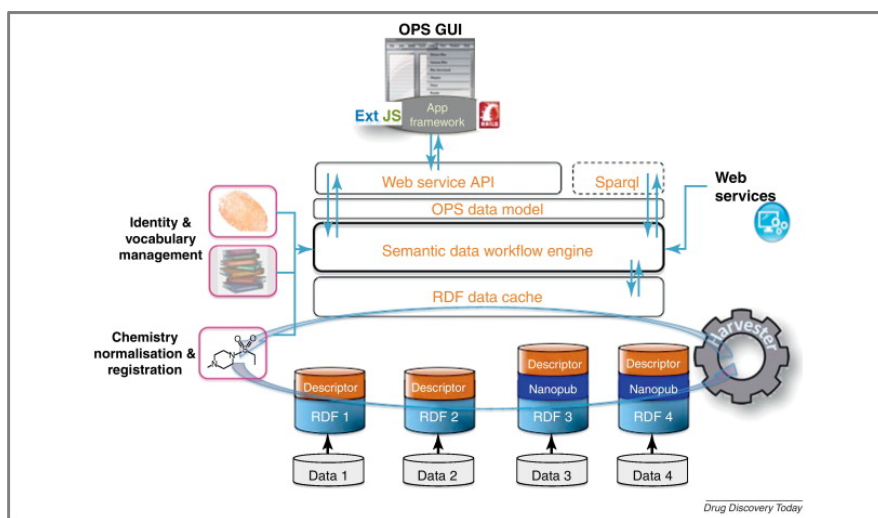 OPS GUI
Ext JS
App
framework
Web service API
Sparql
Web
services
OPS data model
Identity &
vocabulary
management
Semantic data workflow engine
RDF data cache
Chemistry
normalisation &
registration
Harvester
Descriptor
Descriptor
Descriptor
Descriptor
Nanopub
Nanopub
RDF 1
RDF 2
RDF 3
RDF 4
Data 1
Data 2
Data 3
Data 4
Drug Discovery Today